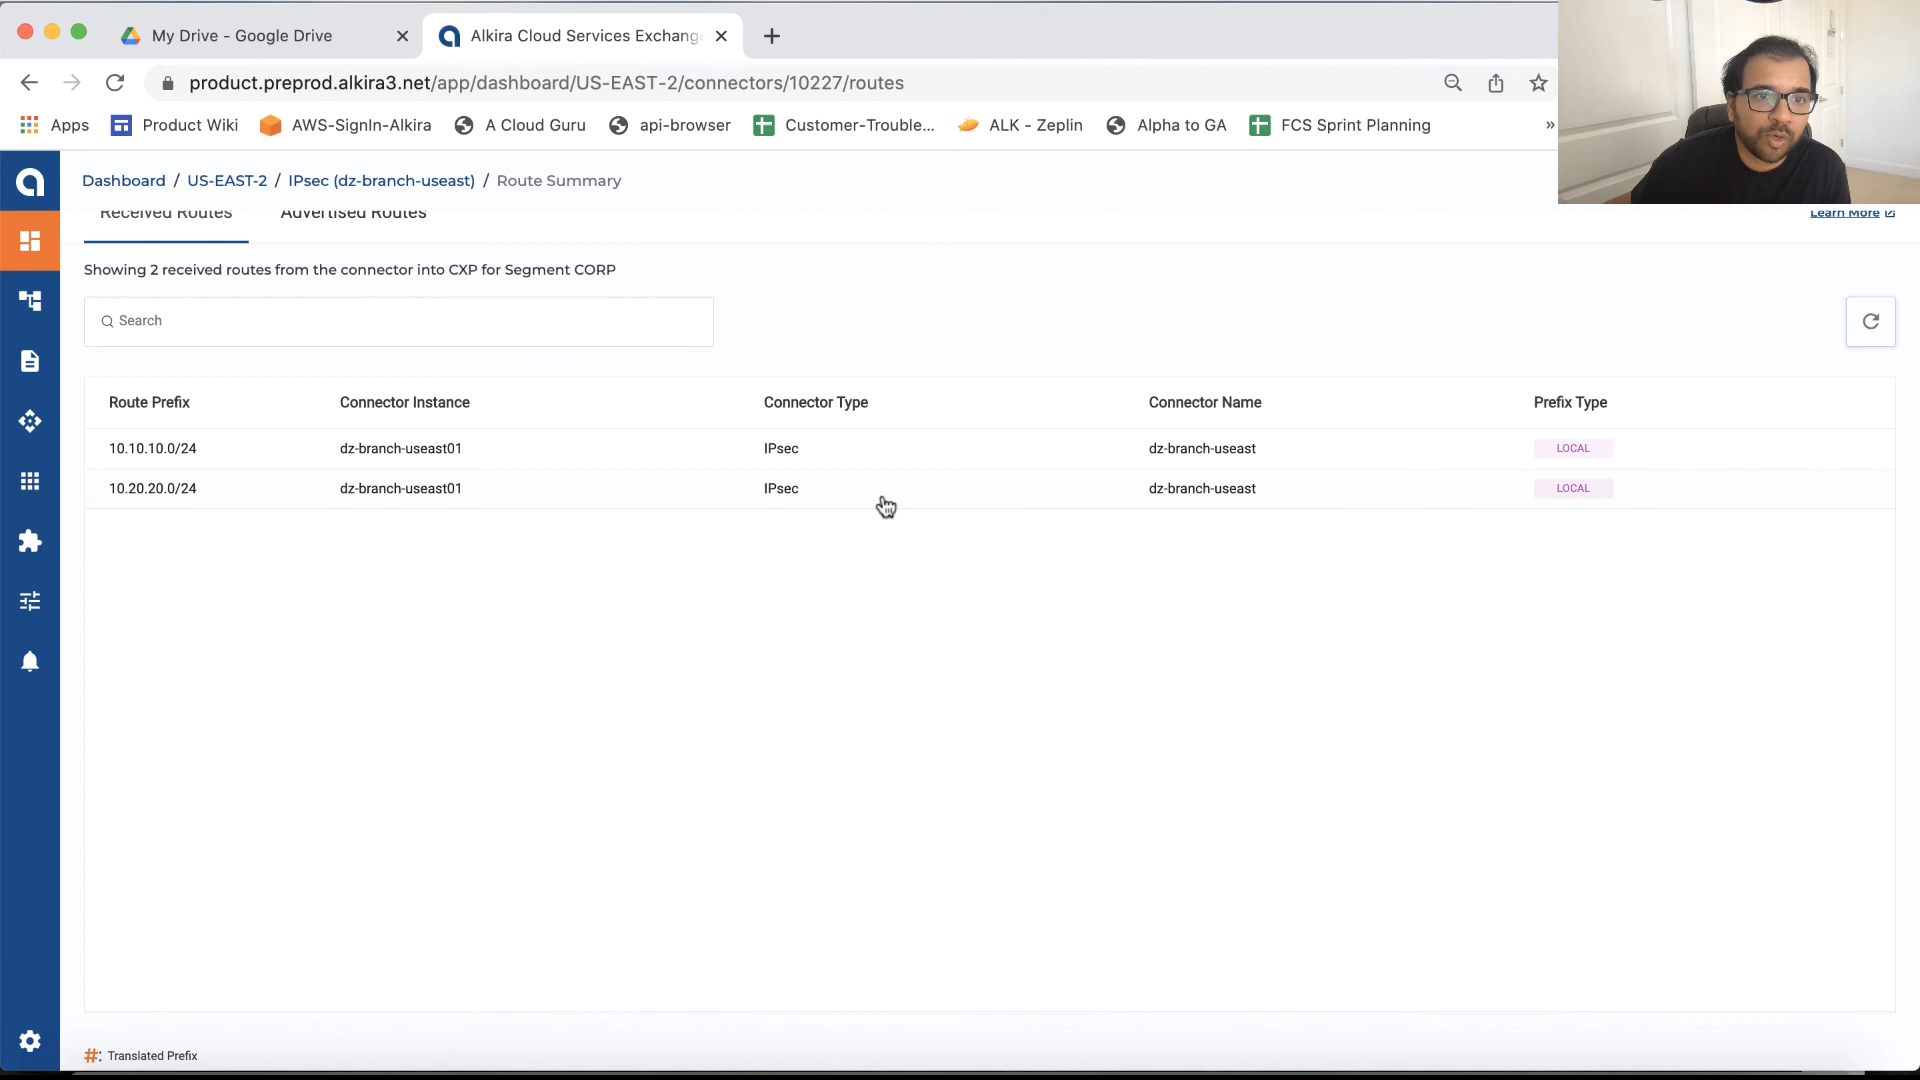 My Drive - Google Drive
Alkira Cloud Services Exchang
product.preprod.alkira3.net/app/dashboard/US-EAST-2/connectors/10227/routes
Apps Product Wiki AWS-SignIn-Alkira A Cloud Guru api-browser Customer-Trouble... ALK - Zeplin Alpha to GA FCS Sprint Planning »
Dashboard / US-EAST-2 / IPsec (dz-branch-useast) / Route Summary
Received Routes Advertised Routes Learn More
Showing 2 received routes from the connector into CXP for Segment CORP
Search
Route Prefix Connector Instance Connector Type Connector Name Prefix Type
10.10.10.0/24 dz-branch-useast01 IPsec dz-branch-useast LOCAL
10.20.20.0/24 dz-branch-useast01 IPsec dz-branch-useast LOCAL
#: Translated Prefix